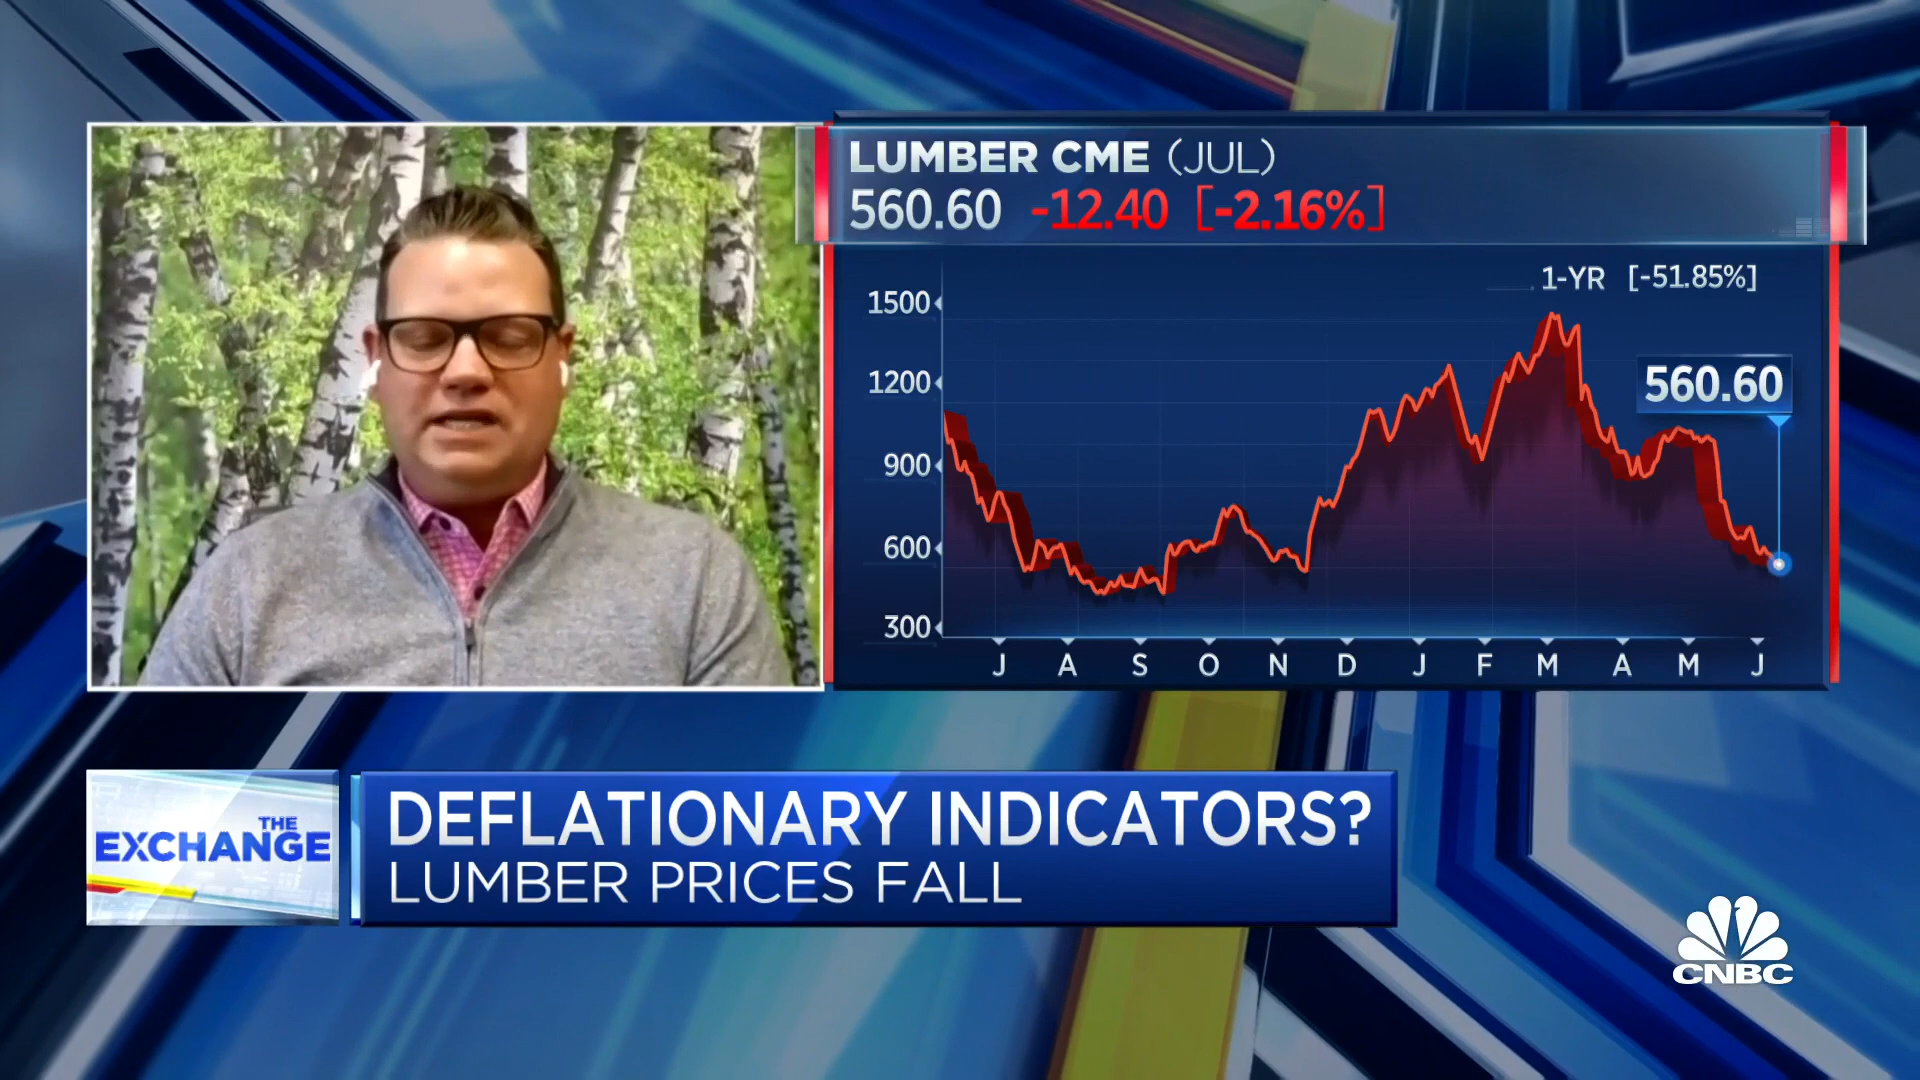 LUMBER CME (JUL)
560.60 -12.40 [-2.16%]
1-YR [-51.85%]
1500
1200
900
600
300
560.60
J A S O N D J F M A M J
THE
EXCHANGE
DEFLATIONARY INDICATORS?
LUMBER PRICES FALL
CNBC